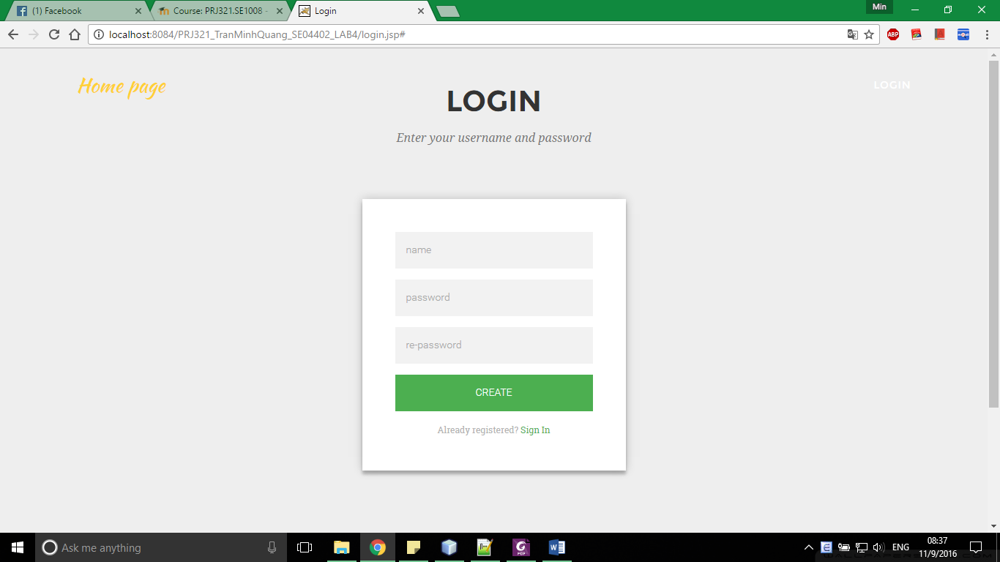 Min
(1) Facebook
Course: PRJ321.SE1008 -
Login
localhost:8084/PRJ321_TranMinhQuang_SE04402_LAB4/login.jsp#
ABP
Home page
LOGIN
LOGIN
Enter your username and password
name
password
re-password
CREATE
Already registered? Sign In
Ask me anything
PDF
ENG
08:37
11/9/2016